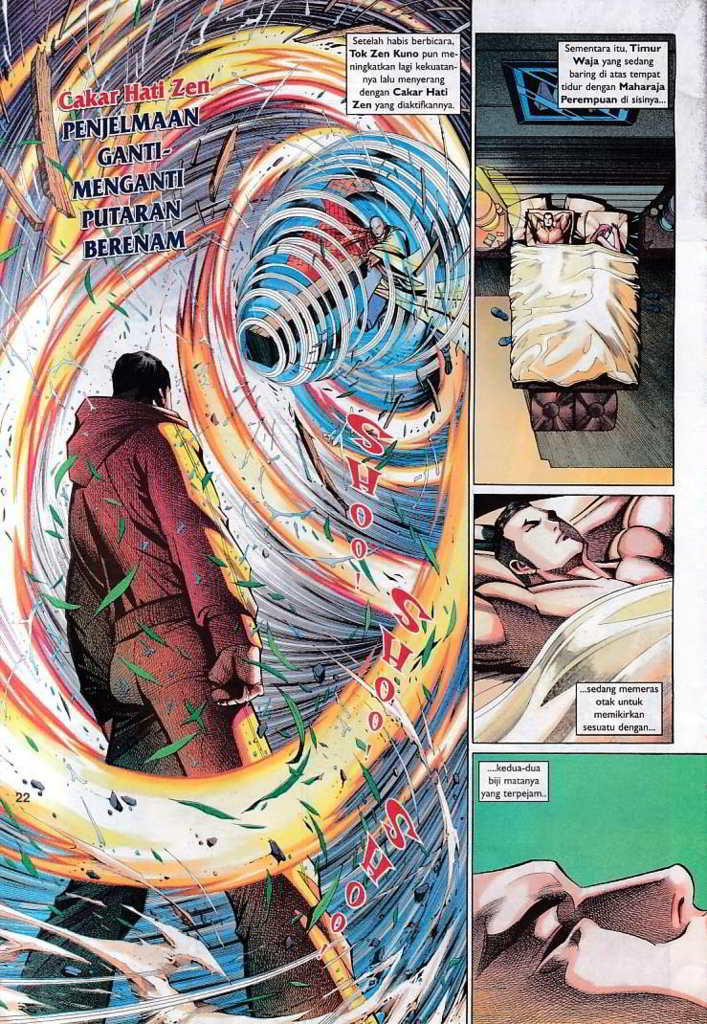 Setelah habis berbicara,
Tok Zen Kuno pun me-
ningkatkan lagi kekuatan-
nya lalu menyerang
dengan Cakar Hati
Zen yang diaktifkannya.
Cakar Hati Zen
PENJELMAAN
GANTI-
MENGANTI
PUTARAN
BERENAM
SHOO!
SHOO!
SHOO!
22
Sementara itu, Timur
Waja yang sedang
baring di atas tempat
tidur dengan Maharaja
Perempuan di sisinya...
...sedang memeras
otak untuk
memikirkan
sesuatu dengan...
....kedua-dua
biji matanya
yang terpejam..